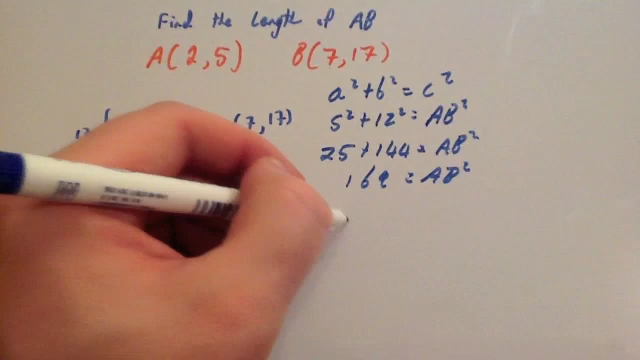 Find the length of AB
A(2,5) B(7,17)
a² + b² = c²
5² + 12² = AB²
(7,17)
25 + 144 = AB²
169 = AB²